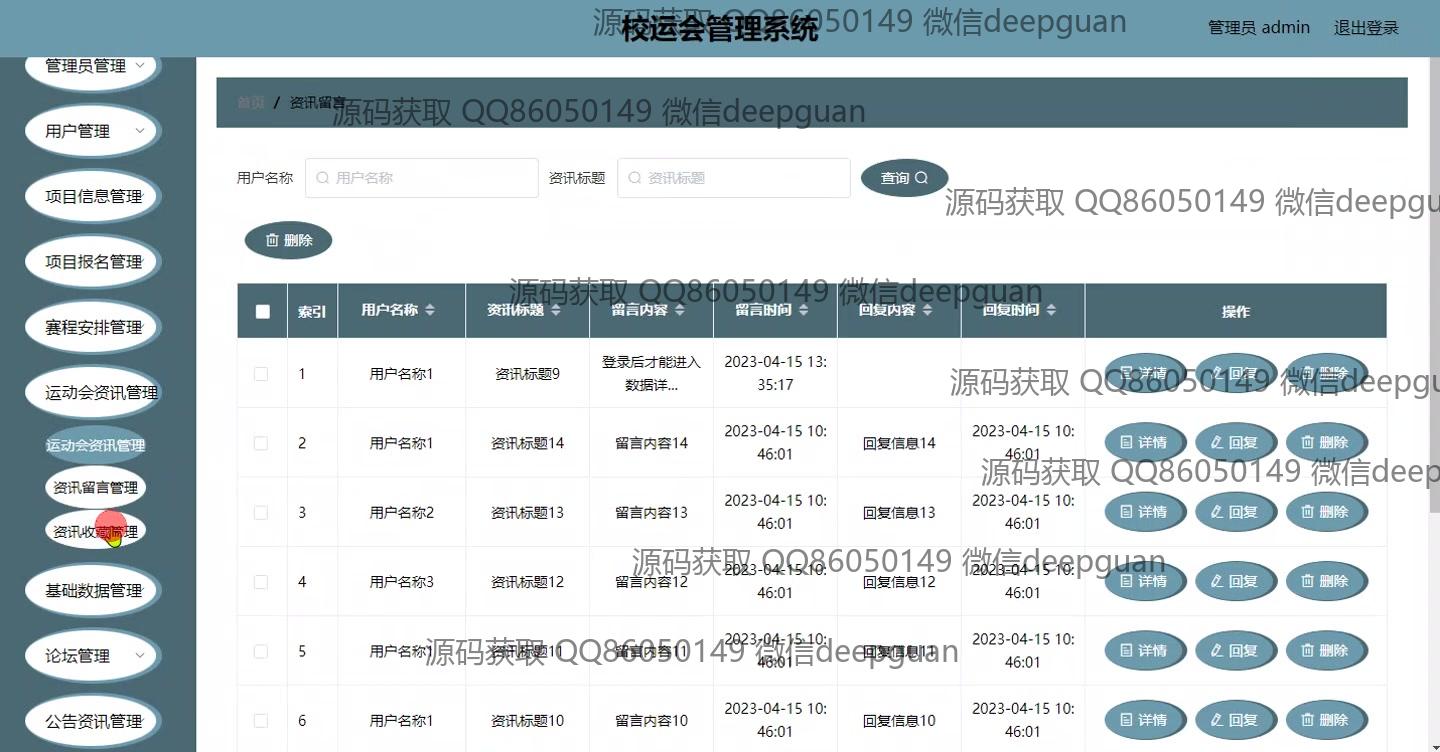 校运会管理系统
管理员 admin 退出登录
源码获取 QQ86050149 微信deepguan
管理员管理
用户管理
项目信息管理
项目报名管理
赛程安排管理
运动会资讯管理
运动会资讯管理
资讯留言管理
资讯收藏管理
基础数据管理
论坛管理
公告资讯管理
首页 / 资讯留言
源码获取 QQ86050149 微信deepguan
用户名称 用户名称 资讯标题 资讯标题 查询
源码获取 QQ86050149 微信deepgu
删除
源码获取 QQ86050149 微信deepguan
索引 用户名称 资讯标题 留言内容 留言时间 回复内容 回复时间 操作
1 用户名称1 资讯标题9 登录后才能进入数据详... 2023-04-15 13:35:17 详情 回复 删除
源码获取 QQ86050149 微信deepgu
2 用户名称1 资讯标题14 留言内容14 2023-04-15 10:46:01 回复信息14 2023-04-15 10:46:01 详情 回复 删除
源码获取 QQ86050149 微信deep
3 用户名称2 资讯标题13 留言内容13 2023-04-15 10:46:01 回复信息13 2023-04-15 10:46:01 详情 回复 删除
源码获取 QQ86050149 微信deepguan
4 用户名称3 资讯标题12 留言内容12 2023-04-15 10:46:01 回复信息12 2023-04-15 10:46:01 详情 回复 删除
源码获取 QQ86050149 微信deepguan
5 用户名称1 资讯标题11 留言内容11 2023-04-15 10:46:01 回复信息11 2023-04-15 10:46:01 详情 回复 删除
6 用户名称1 资讯标题10 留言内容10 2023-04-15 10:46:01 回复信息10 2023-04-15 10:46:01 详情 回复 删除